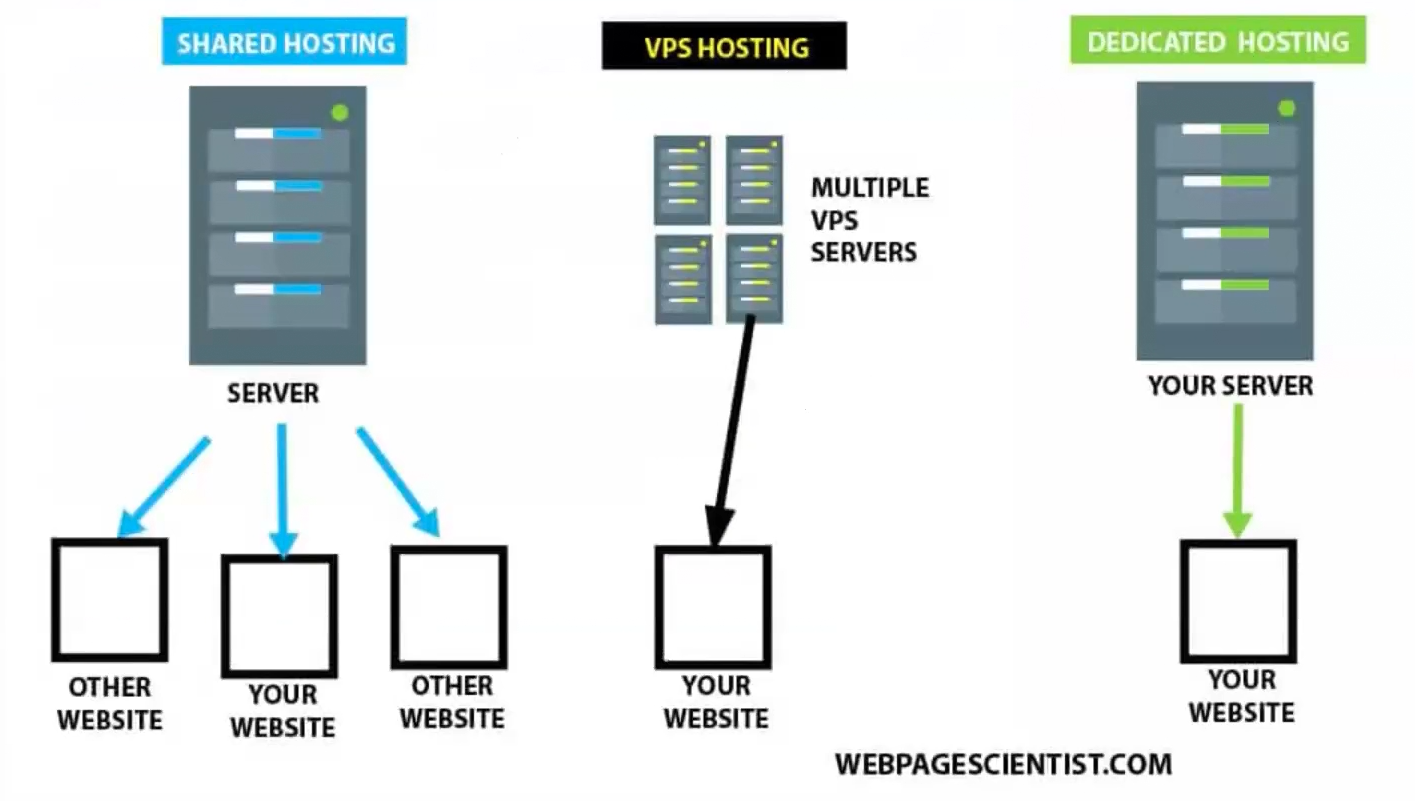 SHARED HOSTING
VPS HOSTING
DEDICATED HOSTING
MULTIPLE
VPS
SERVERS
SERVER
YOUR SERVER
OTHER
WEBSITE
YOUR
WEBSITE
OTHER
WEBSITE
YOUR
WEBSITE
YOUR
WEBSITE
WEBPAGESCIENTIST.COM